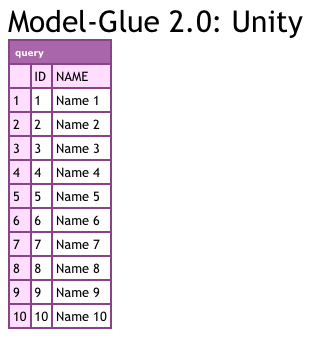 Model-Glue 2.0: Unity
query
ID NAME
1 1 Name 1
2 2 Name 2
3 3 Name 3
4 4 Name 4
5 5 Name 5
6 6 Name 6
7 7 Name 7
8 8 Name 8
9 9 Name 9
10 10 Name 10